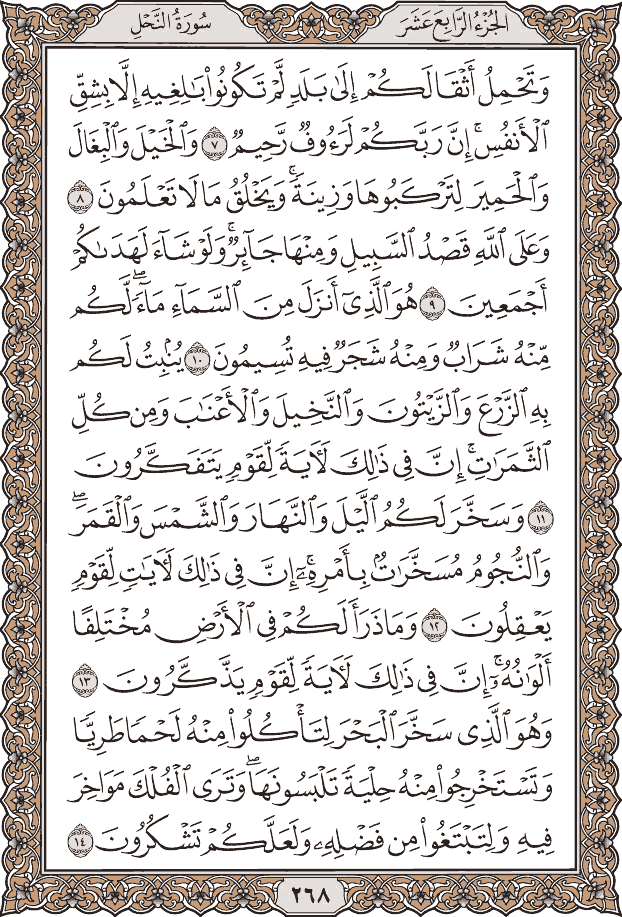 الجُزْءُ الرَّابِعَ عَشَرَ
سُورَةُ النَّحْلِ
وَتَحْمِلُ أَثْقَالَكُمْ إِلَىٰ بَلَدٍ لَّمْ تَكُونُوا۟ بَٰلِغِيهِ إِلَّا بِشِقِّ
ٱلْأَنفُسِ ۚ إِنَّ رَبَّكُمْ لَرَءُوفٌ رَّحِيمٌ ٧ وَٱلْخَيْلَ وَٱلْبِغَالَ
وَٱلْحَمِيرَ لِتَرْكَبُوهَا وَزِينَةً ۚ وَيَخْلُقُ مَا لَا تَعْلَمُونَ ٨
وَعَلَى ٱللَّهِ قَصْدُ ٱلسَّبِيلِ وَمِنْهَا جَآئِرٌ ۚ وَلَوْ شَآءَ لَهَدَىٰكُمْ
أَجْمَعِينَ ٩ هُوَ ٱلَّذِىٓ أَنزَلَ مِنَ ٱلسَّمَآءِ مَآءً ۖ لَّكُم
مِّنْهُ شَرَابٌ وَمِنْهُ شَجَرٌ فِيهِ تُسِيمُونَ ١٠ يُنۢبِتُ لَكُم
بِهِ ٱلزَّرْعَ وَٱلزَّيْتُونَ وَٱلنَّخِيلَ وَٱلْأَعْنَٰبَ وَمِن كُلِّ
ٱلثَّمَرَٰتِ ۗ إِنَّ فِى ذَٰلِكَ لَءَايَةً لِّقَوْمٍ يَتَفَكَّرُونَ
١١ وَسَخَّرَ لَكُمُ ٱلَّيْلَ وَٱلنَّهَارَ وَٱلشَّمْسَ وَٱلْقَمَرَ ۖ
وَٱلنُّجُومُ مُسَخَّرَٰتٌۢ بِأَمْرِهِۦٓ ۗ إِنَّ فِى ذَٰلِكَ لَءَايَٰتٍ لِّقَوْمٍ
يَعْقِلُونَ ١٢ وَمَا ذَرَأَ لَكُمْ فِى ٱلْأَرْضِ مُخْتَلِفًا
أَلْوَٰنُهُۥٓ ۗ إِنَّ فِى ذَٰلِكَ لَءَايَةً لِّقَوْمٍ يَذَّكَّرُونَ ١٣
وَهُوَ ٱلَّذِى سَخَّرَ ٱلْبَحْرَ لِتَأْكُلُوا۟ مِنْهُ لَحْمًا طَرِيًّا
وَتَسْتَخْرِجُوا۟ مِنْهُ حِلْيَةً تَلْبَسُونَهَا ۖ وَتَرَى ٱلْفُلْكَ مَوَاخِرَ
فِيهِ وَلِتَبْتَغُوا۟ مِن فَضْلِهِۦ وَلَعَلَّكُمْ تَشْكُرُونَ ١٤
٢٦٨